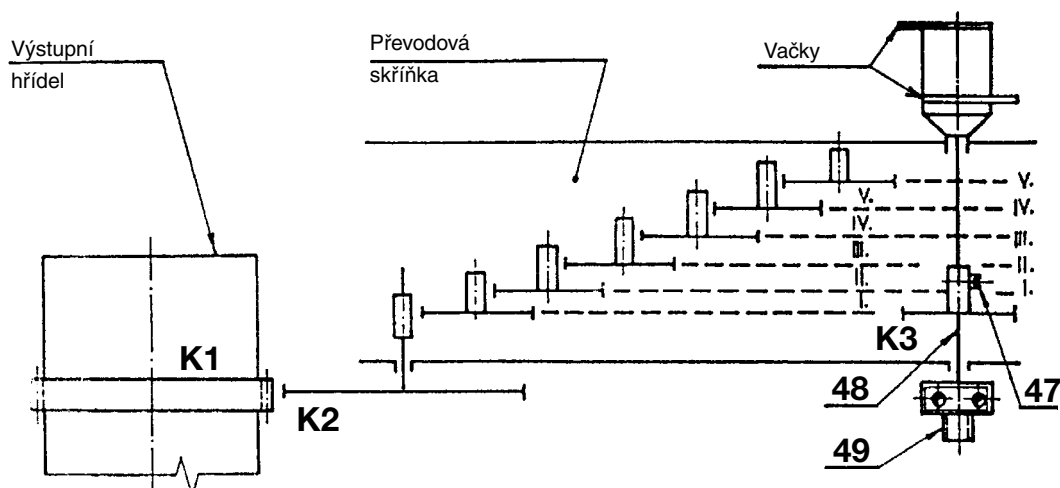 Výstupní
hřídel
Převodová
skříňka
Vačky
V.
V.
IV.
IV.
III.
III.
II.
II.
I.
I.
K1
K2
K3
48
47
49